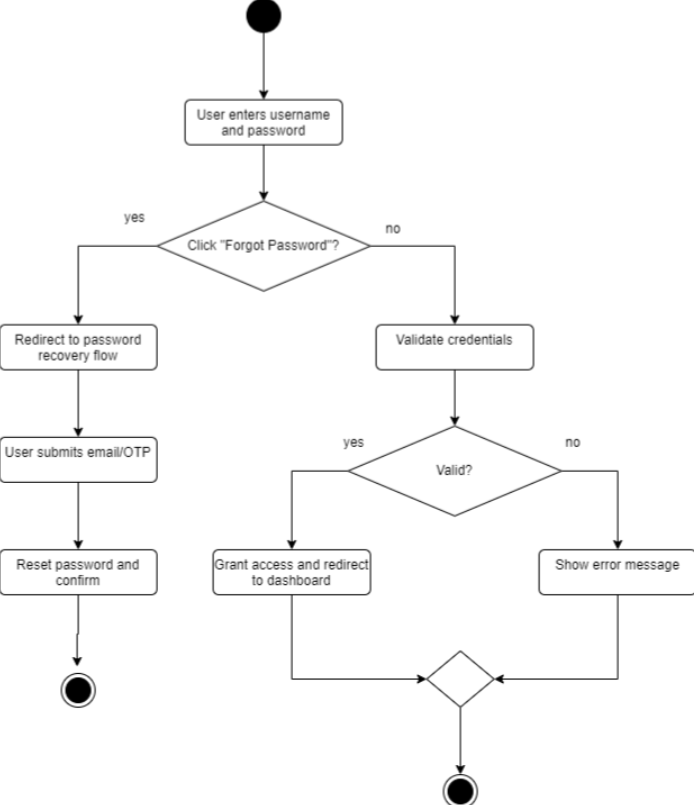 User enters username
and password
yes
no
Click "Forgot Password"?
Redirect to password
recovery flow
Validate credentials
User submits email/OTP
yes
no
Valid?
Reset password and
confirm
Grant access and redirect
to dashboard
Show error message